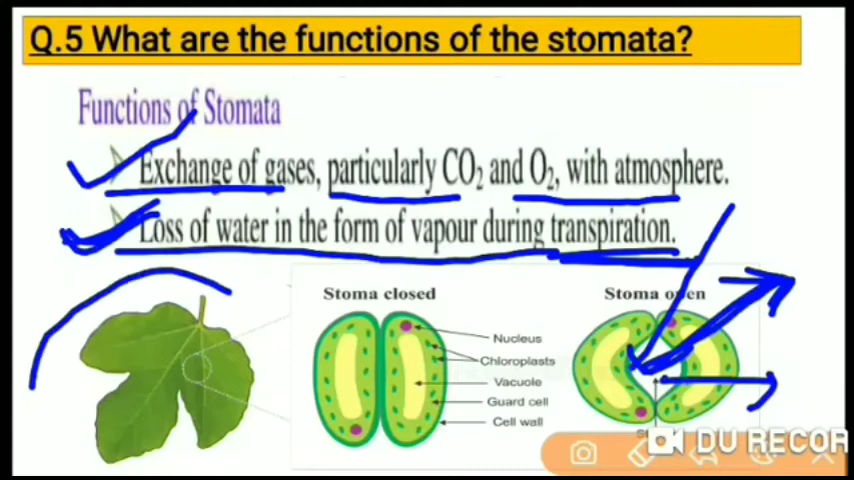 Q.5 What are the functions of the stomata?
Functions of Stomata
Exchange of gases, particularly CO₂ and O₂, with atmosphere.
Loss of water in the form of vapour during transpiration.
Stoma closed
Stoma open
Nucleus
Chloroplasts
Vacuole
Guard cell
Cell wall
DU RECOR